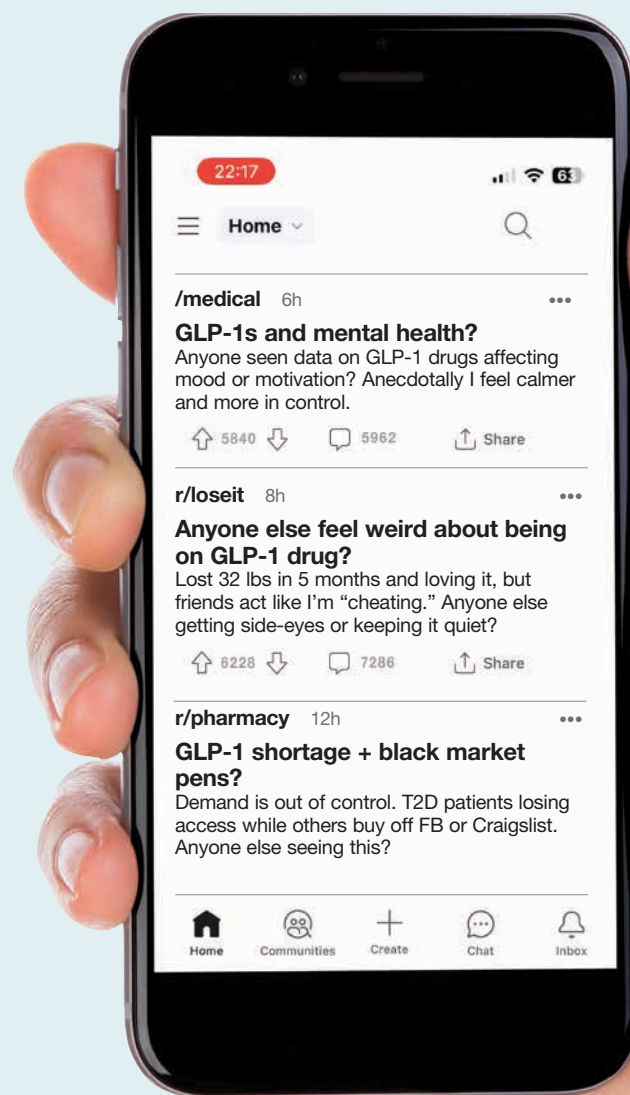 22:17
63
Home
/medical 6h
GLP-1s and mental health?
Anyone seen data on GLP-1 drugs affecting
mood or motivation? Anecdotally I feel calmer
and more in control.
5840 5962 Share
r/loseit 8h
Anyone else feel weird about being
on GLP-1 drug?
Lost 32 lbs in 5 months and loving it, but
friends act like I’m “cheating.” Anyone else
getting side-eyes or keeping it quiet?
6228 7286 Share
r/pharmacy 12h
GLP-1 shortage + black market
pens?
Demand is out of control. T2D patients losing
access while others buy off FB or Craigslist.
Anyone else seeing this?
Home Communities Create Chat Inbox